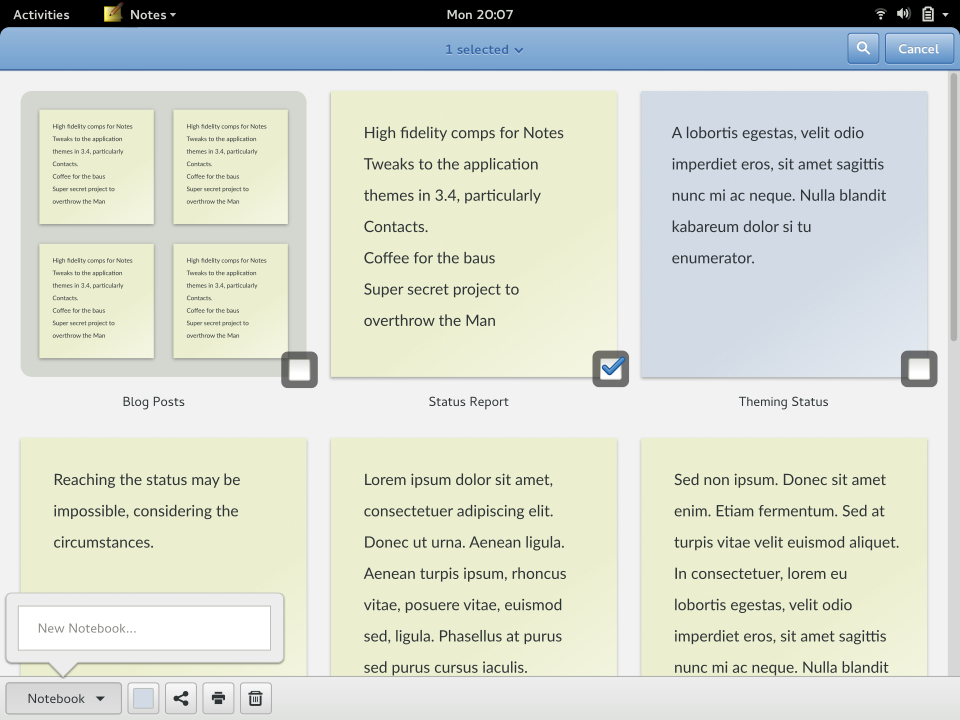 Activities
Notes
Mon 20:07
1 selected
Cancel
High fidelity comps for Notes
Tweaks to the application
themes in 3.4, particularly
Contacts.
Coffee for the baus
Super secret project to
overthrow the Man
High fidelity comps for Notes
Tweaks to the application
themes in 3.4, particularly
Contacts.
Coffee for the baus
Super secret project to
overthrow the Man
High fidelity comps for Notes
Tweaks to the application
themes in 3.4, particularly
Contacts.
Coffee for the baus
Super secret project to
overthrow the Man
High fidelity comps for Notes
Tweaks to the application
themes in 3.4, particularly
Contacts.
Coffee for the baus
Super secret project to
overthrow the Man
Blog Posts
High fidelity comps for Notes
Tweaks to the application
themes in 3.4, particularly
Contacts.
Coffee for the baus
Super secret project to
overthrow the Man
Status Report
A lobortis egestas, velit odio
imperdiet eros, sit amet sagittis
nunc mi ac neque. Nulla blandit
kabareum dolor si tu
enumerator.
Theming Status
Reaching the status may be
impossible, considering the
circumstances.
Lorem ipsum dolor sit amet,
consectetuer adipiscing elit.
Donec ut urna. Aenean ligula.
Aenean turpis ipsum, rhoncus
vitae, posuere vitae, euismod
sed, ligula. Phasellus at purus
sed purus cursus iaculis.
Sed non ipsum. Donec sit amet
enim. Etiam fermentum. Sed at
turpis vitae velit euismod aliquet.
In consectetuer, lorem eu
lobortis egestas, velit odio
imperdiet eros, sit amet sagittis
nunc mi ac neque. Nulla blandit
New Notebook...
Notebook